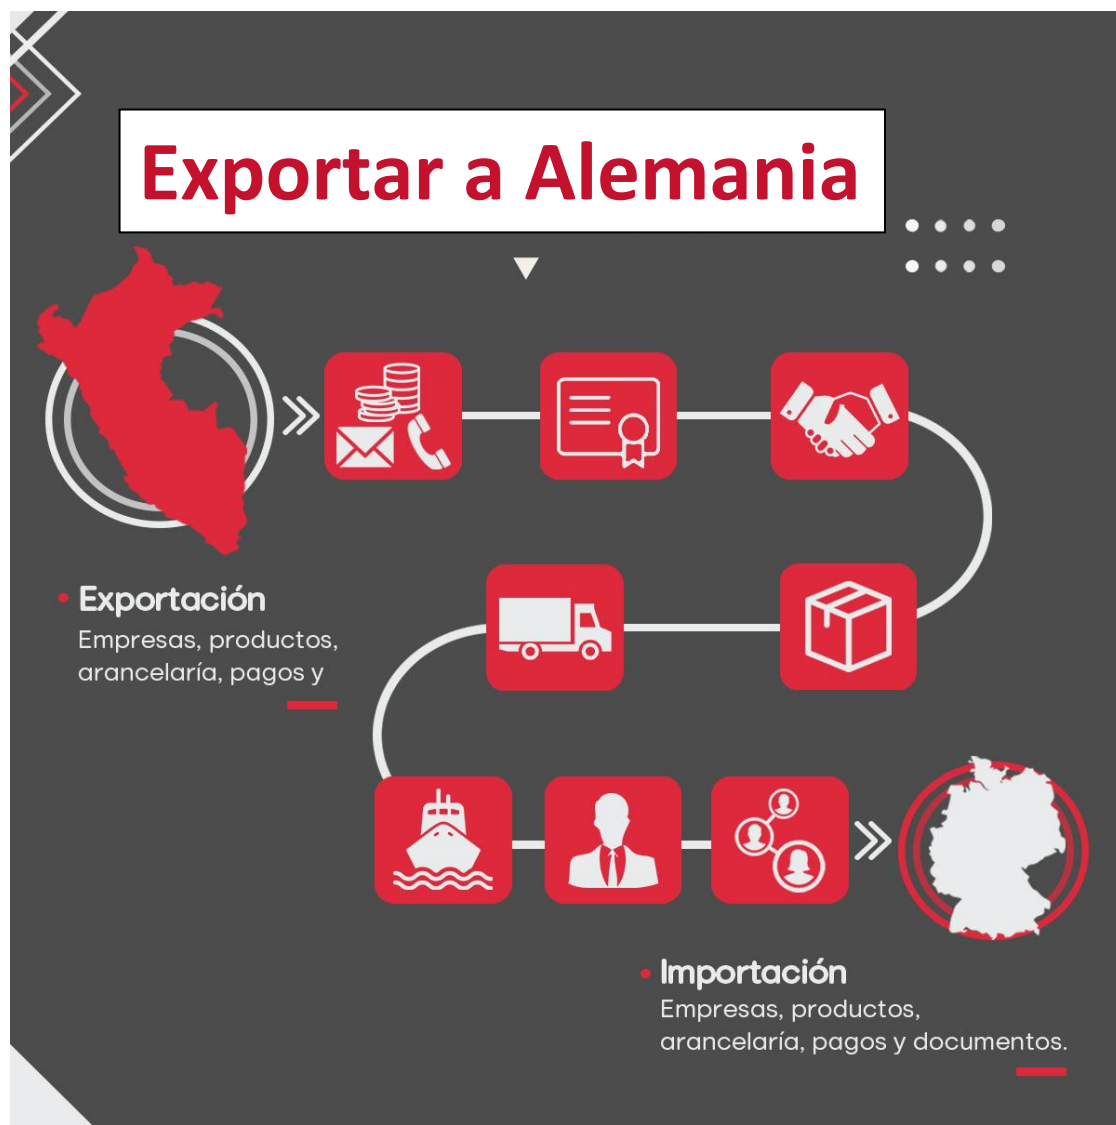 Exportar a Alemania
Exportación
Empresas, productos,
arancelaría, pagos y
Importación
Empresas, productos,
arancelaría, pagos y documentos.